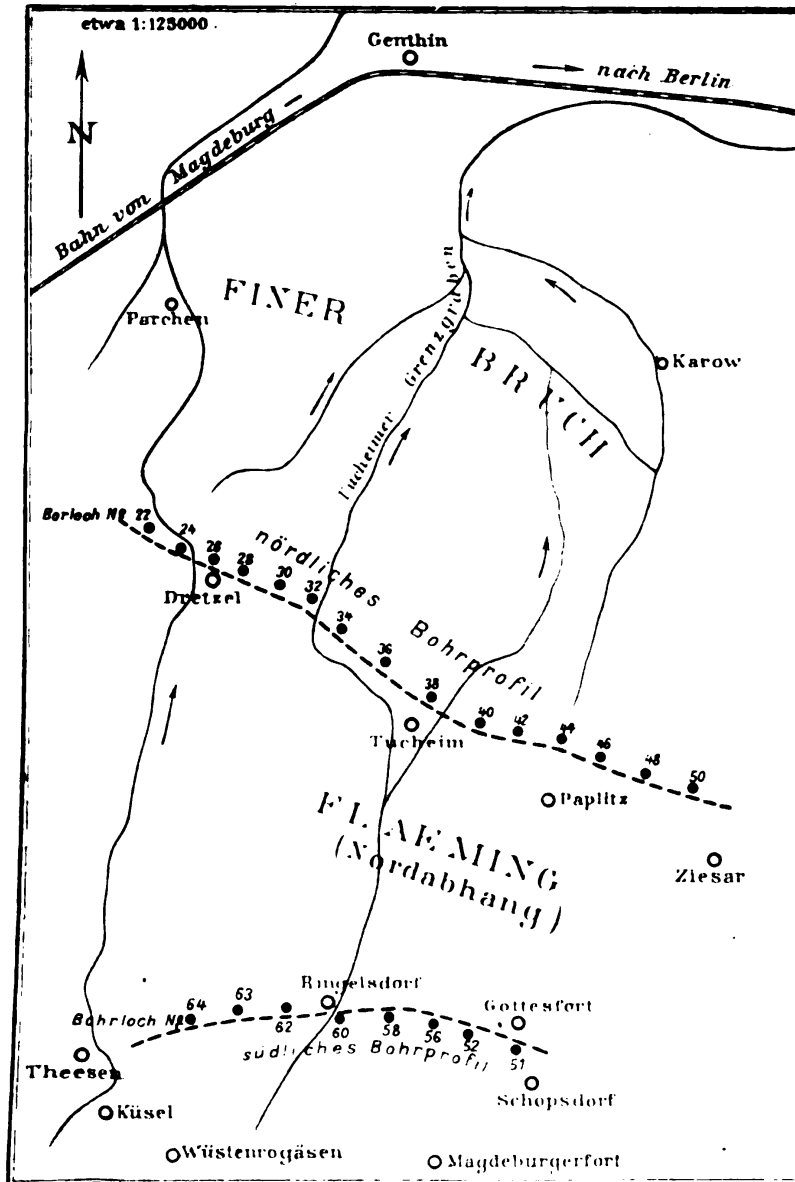 etwa 1:125000
Genthin
nach Berlin
N
Bahn von Magdeburg –
FINER
Parchen
Tucheimer Grenzgraben
BRUCH
Karow
Borloch No 22
24
26
28
30
32
34
36
38
40
42
44
46
48
50
nördliches Bohrprofil
Dretzel
Tucheim
Paplitz
Ziesar
FLAEMING
(Nordabhang)
Ringelsdorf
Gottesfort
Bohrloch No
64
63
62
60
58
56
52
51
südliches Bohrprofil
Theesen
Küsel
Schopsdorf
Wüstenrogäsen
Magdeburgerfort